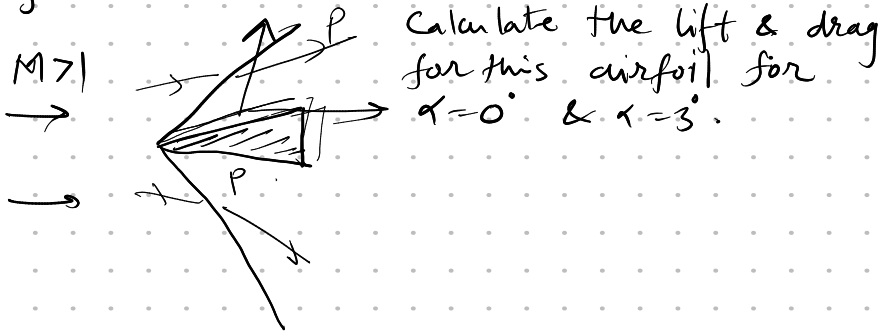 P
Calculate the lift & drag
M>1
for this airfoil for
α=0° & α=3°.
P